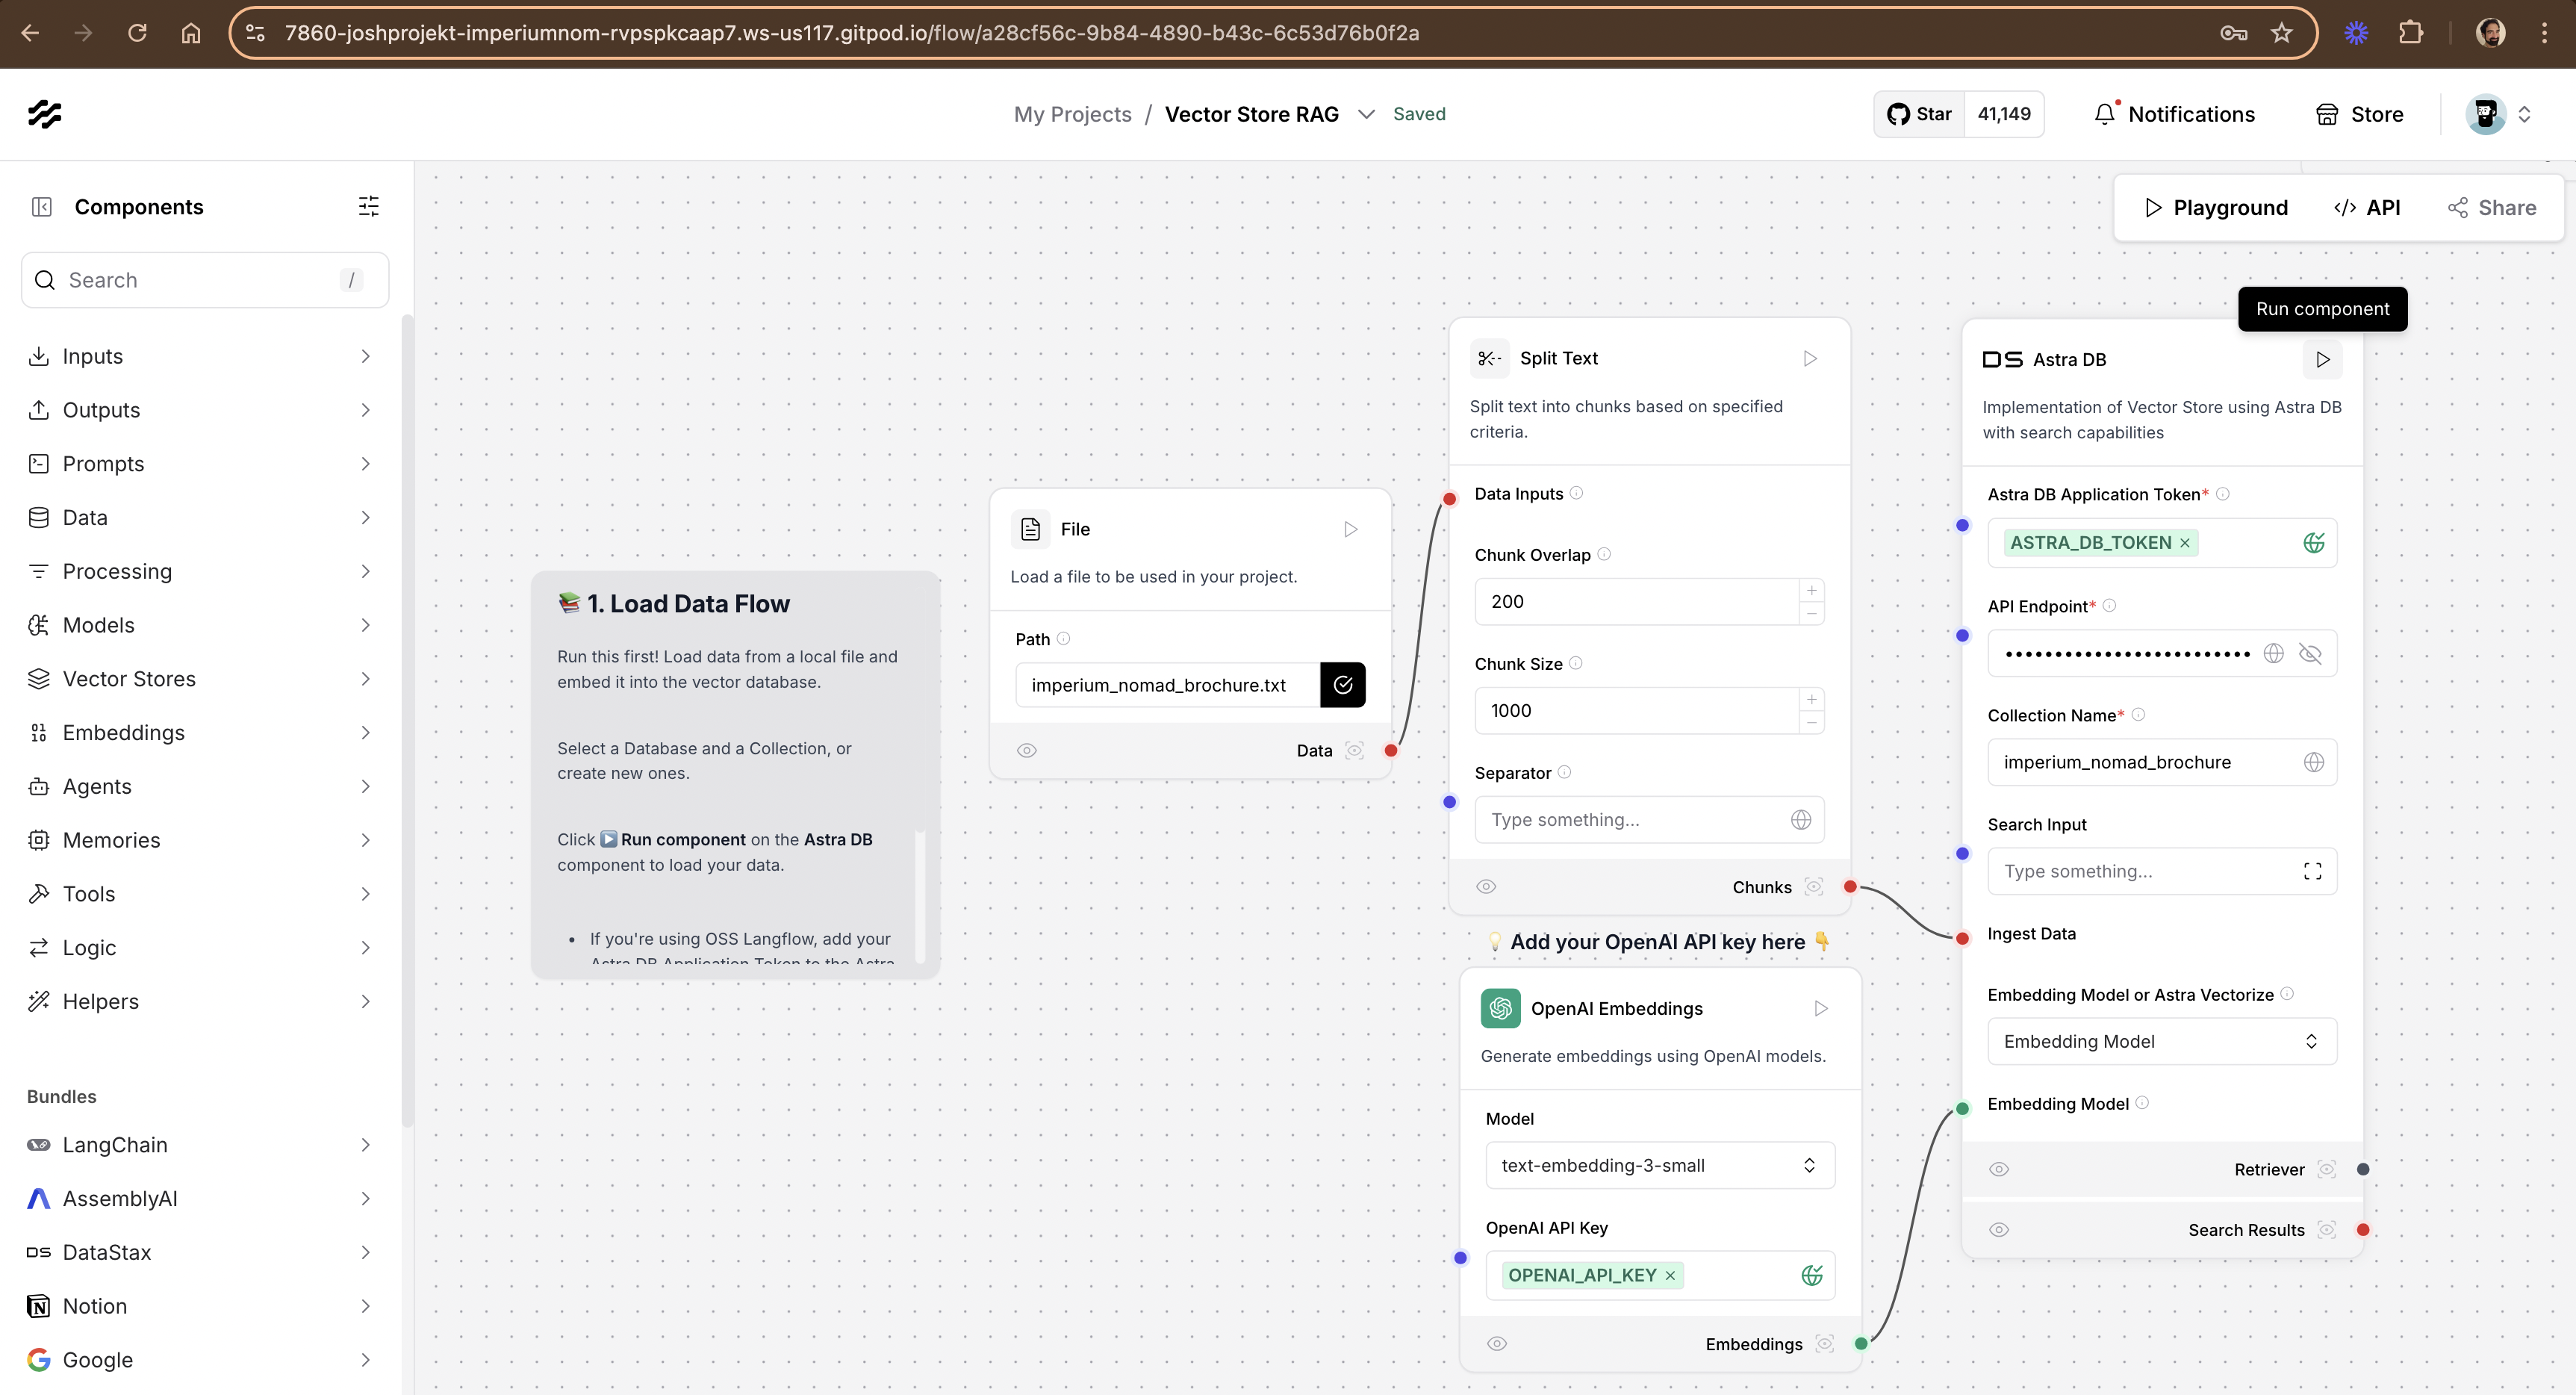 7860-joshprojekt-imperiumnom-rvpspkcaap7.ws-us117.gitpod.io/flow/a28cf56c-9b84-4890-b43c-6c53d76b0f2a
My Projects / Vector Store RAG Saved
Star 41,149
Notifications
Store
Components
Search /
Inputs
Outputs
Prompts
Data
Processing
Models
Vector Stores
Embeddings
Agents
Memories
Tools
Logic
Helpers
Bundles
LangChain
AssemblyAI
DS DataStax
Notion
Google
Playground
API
Share
Run component
📚 1. Load Data Flow
Run this first! Load data from a local file and
embed it into the vector database.
Select a Database and a Collection, or
create new ones.
Click ▶️ Run component on the Astra DB
component to load your data.
• If you're using OSS Langflow, add your
Astra DB Application Token to the Astra
File
Load a file to be used in your project.
Path
imperium_nomad_brochure.txt
Data
Split Text
Split text into chunks based on specified
criteria.
Data Inputs
Chunk Overlap
200
Chunk Size
1000
Separator
Type something...
Chunks
💡 Add your OpenAI API key here 👇
OpenAI Embeddings
Generate embeddings using OpenAI models.
Model
text-embedding-3-small
OpenAI API Key
OPENAI_API_KEY ×
Embeddings
DS Astra DB
Implementation of Vector Store using Astra DB
with search capabilities
Astra DB Application Token*
ASTRA_DB_TOKEN ×
API Endpoint*
••••••••••••••••••••••••
Collection Name*
imperium_nomad_brochure
Search Input
Type something...
Ingest Data
Embedding Model or Astra Vectorize
Embedding Model
Embedding Model
Retriever
Search Results